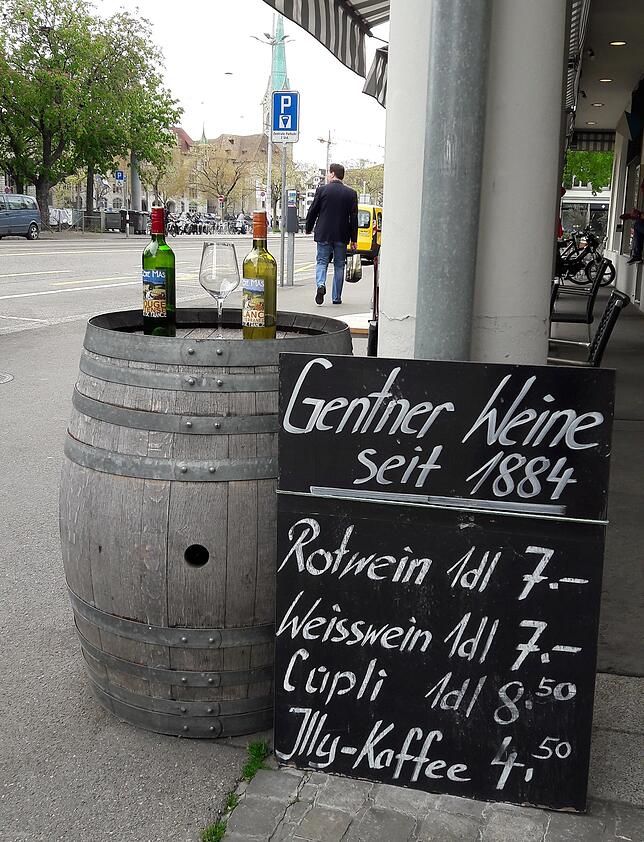 P
P
Gentner Weine
seit 1884
Rotwein 1dl 7.–
Weisswein 1dl 7.–
Cüpli 1dl 8.50
Illy-Kaffee 4.50